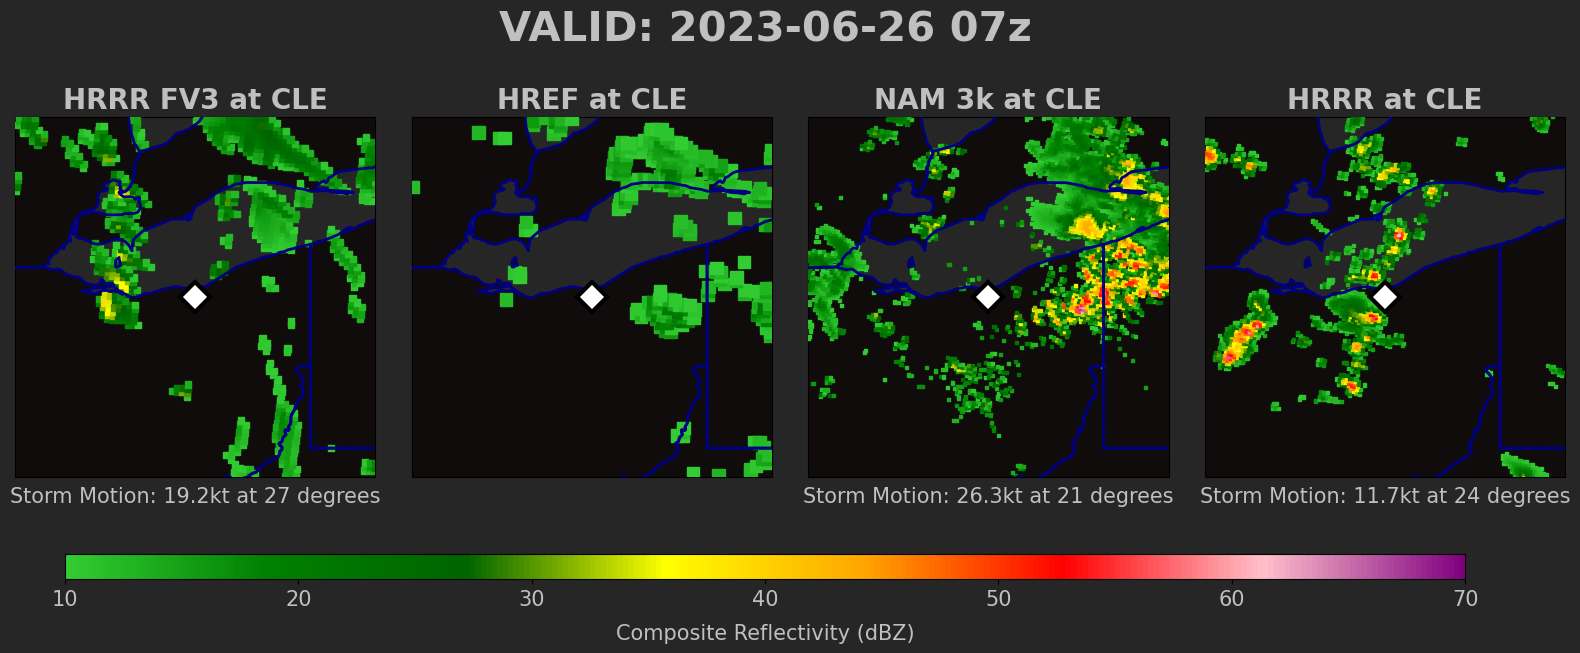 VALID: 2023-06-26 07z
HRRR FV3 at CLE
HREF at CLE
NAM 3k at CLE
HRRR at CLE
Storm Motion: 19.2kt at 27 degrees
Storm Motion: 26.3kt at 21 degrees
Storm Motion: 11.7kt at 24 degrees
10 20 30 40 50 60 70
Composite Reflectivity (dBZ)